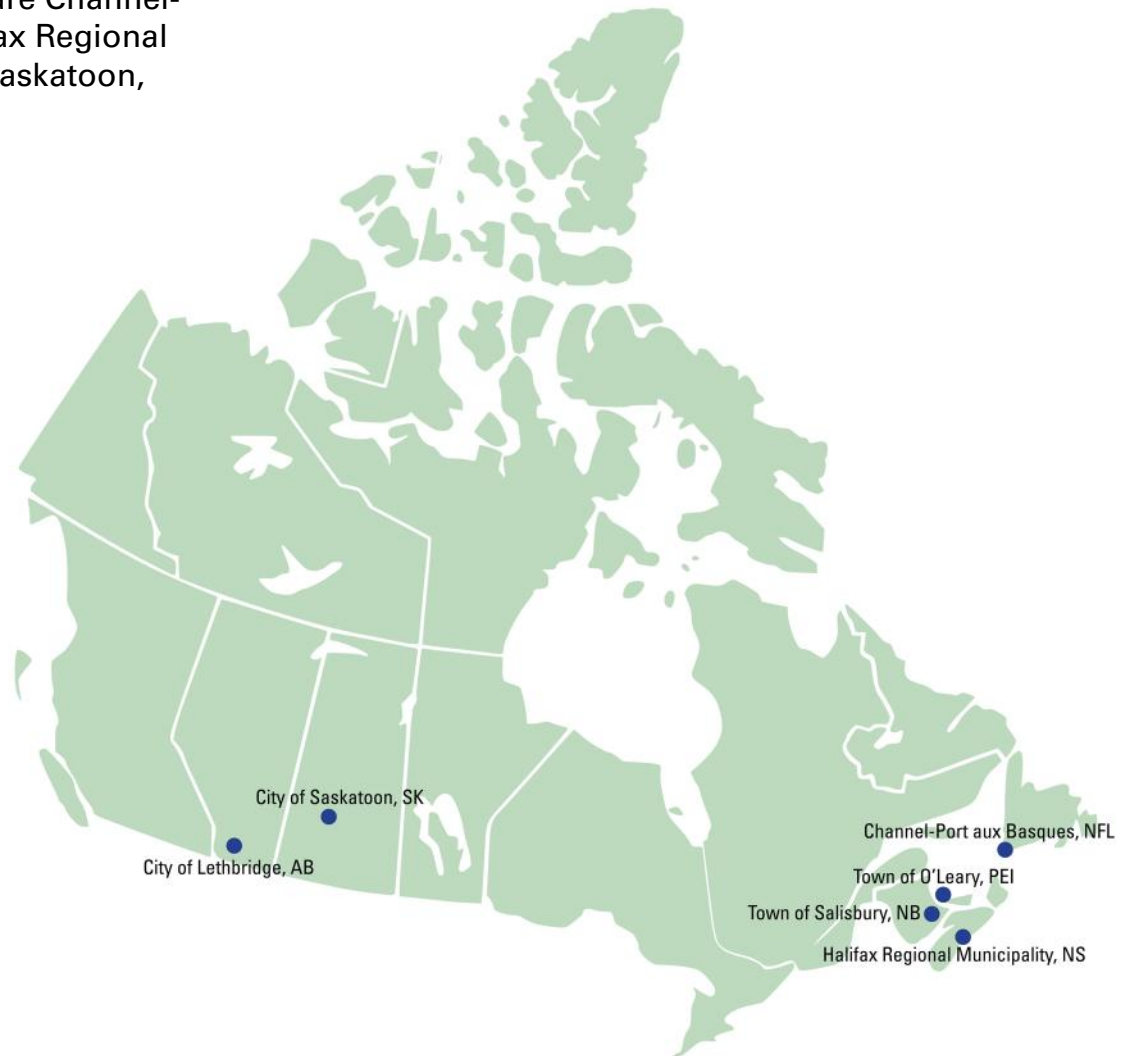 re Channel-
ax Regional
askatoon,
City of Saskatoon, SK
City of Lethbridge, AB
Channel-Port aux Basques, NFL
Town of O'Leary, PEI
Town of Salisbury, NB
Halifax Regional Municipality, NS